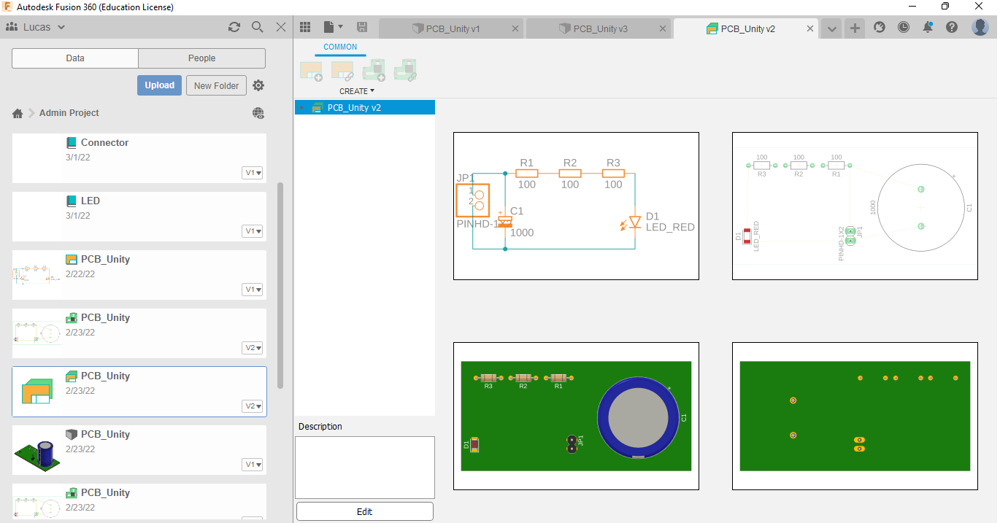 Autodesk Fusion 360 (Education License)
Lucas
PCB_Unity v1
PCB_Unity v3
PCB_Unity v2
Data
People
COMMON
Upload
New Folder
CREATE
Admin Project
PCB_Unity v2
Connector
3/1/22
V1
LED
3/1/22
V1
PCB_Unity
2/22/22
V1
PCB_Unity
2/23/22
V2
PCB_Unity
2/23/22
V2
PCB_Unity
2/23/22
V1
PCB_Unity
2/23/22
Description
Edit
R1
R2
R3
100
100
100
JP1
1
2
PINHD-1X2
+
C1
1000
D1
LED_RED
100
100
100
R3
R2
R1
+
1000
C1
D1
LED_RED
PINHD-1X2
JP1
R3
R2
R1
+
C1
D1
JP1